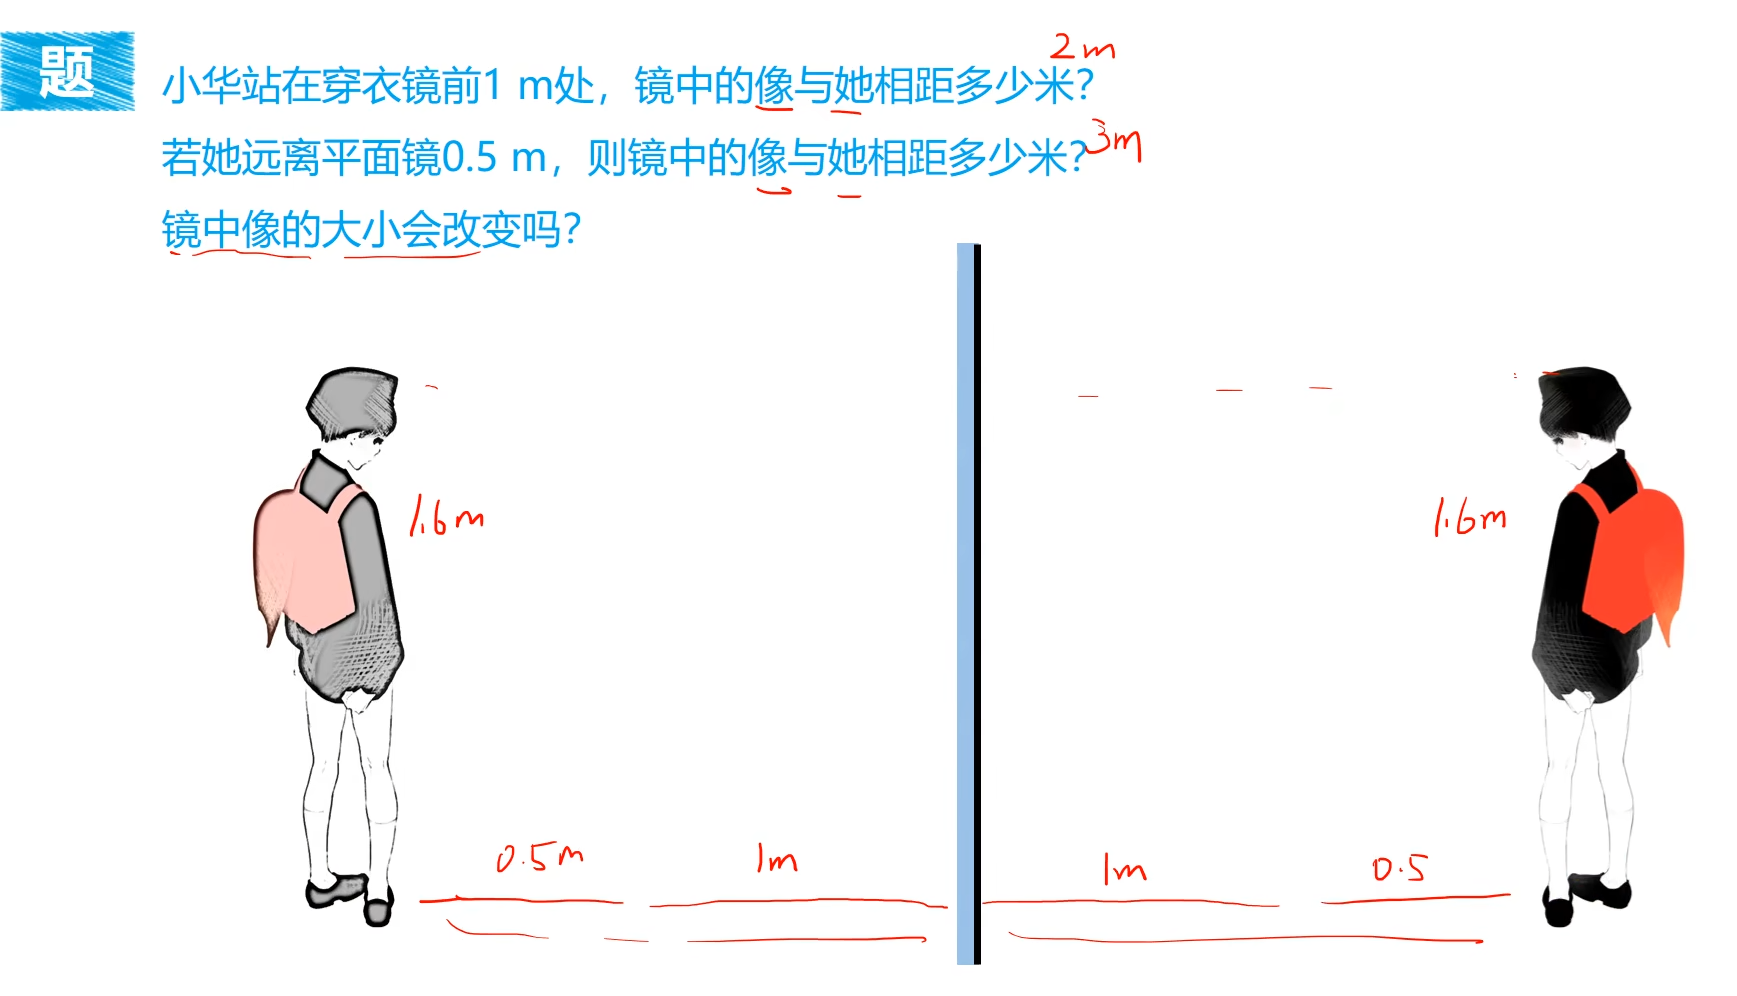 题
小华站在穿衣镜前1 m处，镜中的像与她相距多少米？
2m
若她远离平面镜0.5 m，则镜中的像与她相距多少米？
3m
镜中像的大小会改变吗？
1.6m
1.6m
0.5m
1m
1m
0.5